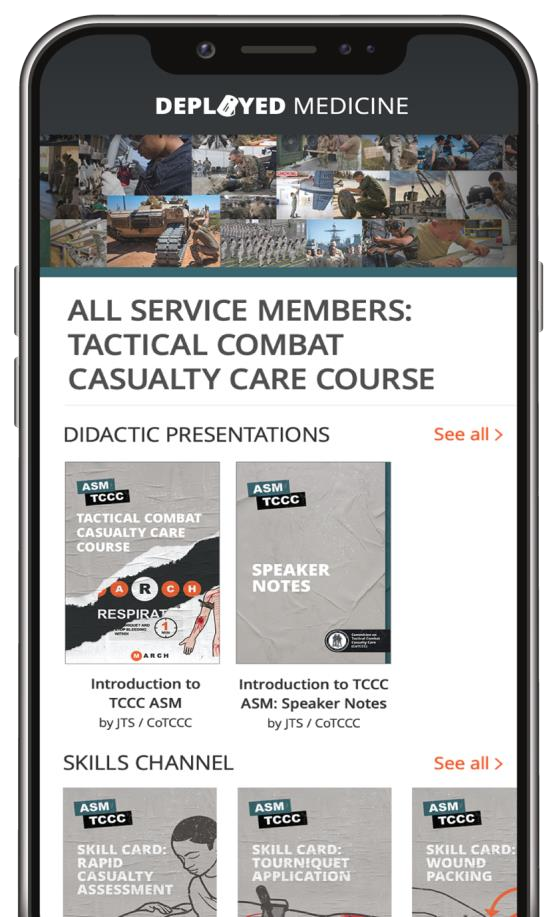 DEPLOYED MEDICINE
ALL SERVICE MEMBERS:
TACTICAL COMBAT
CASUALTY CARE COURSE
DIDACTIC PRESENTATIONS
See all >
ASM
TCCC
TACTICAL COMBAT
CASUALTY CARE
COURSE
A R C H
RESPIRAT
WITHIN
1
MIN
MARCH
ASM
TCCC
SPEAKER
NOTES
Committee on
Tactical Combat
Casualty Care
(CoTCCC)
Introduction to
TCCC ASM
by JTS / CoTCCC
Introduction to TCCC
ASM: Speaker Notes
by JTS / CoTCCC
SKILLS CHANNEL
See all >
ASM
TCCC
SKILL CARD:
RAPID
CASUALTY
ASSESSMENT
ASM
TCCC
SKILL CARD:
TOURNIQUET
APPLICATION
ASM
TCCC
SKILL CARD:
WOUND
PACKING